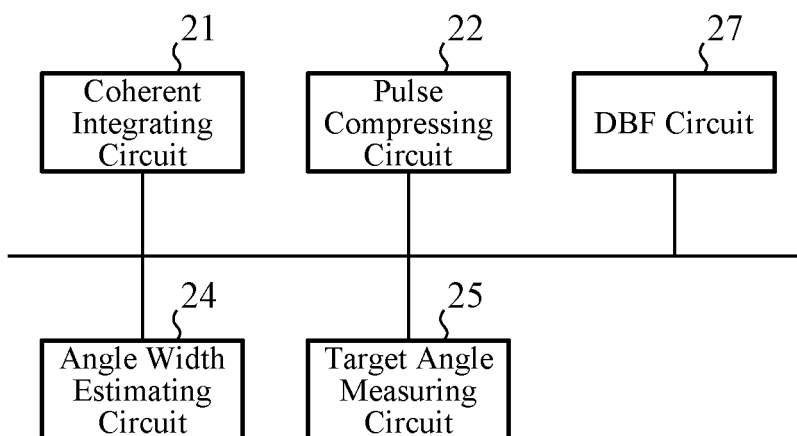 21
Coherent
Integrating
Circuit
22
Pulse
Compressing
Circuit
27
DBF Circuit
24
Angle Width
Estimating
Circuit
25
Target Angle
Measuring
Circuit